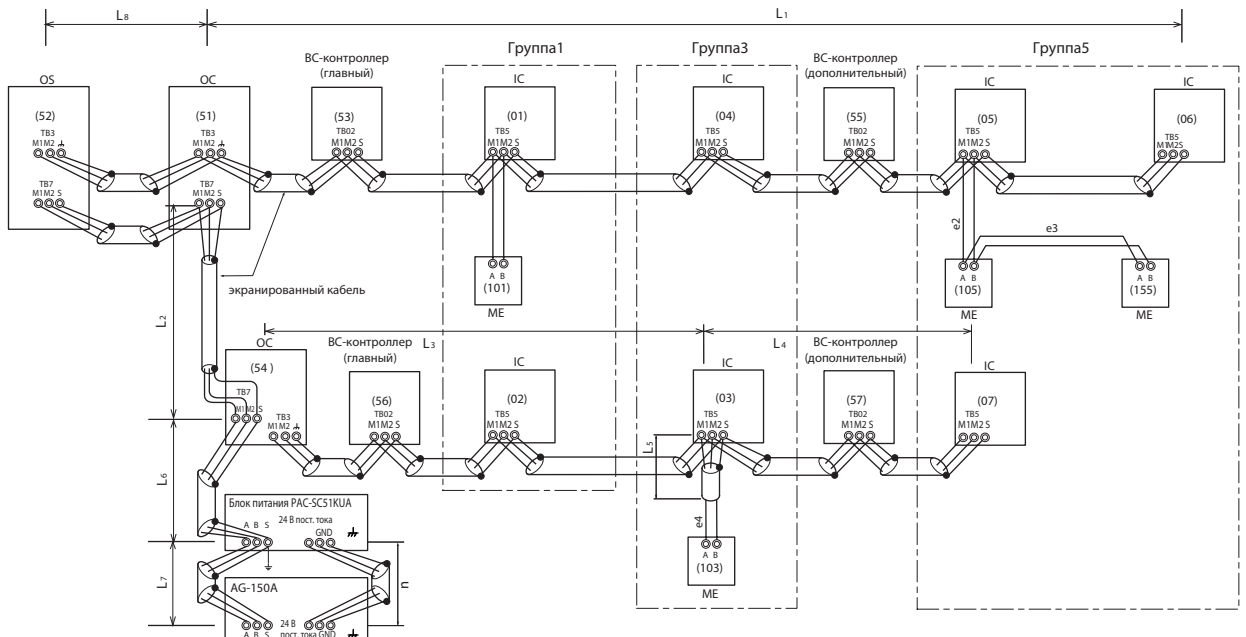 L8
L1
Группа1
Группа3
Группа5
BC-контроллер
(главный)
BC-контроллер
(дополнительный)
OS
OC
IC
IC
IC
IC
(52)
(51)
(53)
(01)
(04)
(55)
(05)
(06)
TB3
M1M2
TB3
M1M2
TB02
M1M2 S
TB5
M1M2 S
TB5
M1M2 S
TB02
M1M2 S
TB5
M1M2 S
TB5
M1M2S
TB7
M1M2 S
TB7
M1M2 S
экранированный кабель
L2
A B
(101)
ME
e2
e3
A B
(105)
ME
A B
(155)
ME
L3
L4
OC
BC-контроллер
(главный)
IC
IC
BC-контроллер
(дополнительный)
IC
(54 )
(56)
(02)
(03)
(57)
(07)
TB7
M1M2 S
TB3
M1M2
TB02
M1M2 S
TB5
M1M2 S
TB5
M1M2 S
TB02
M1M2 S
TB5
M1M2 S
L5
L6
e4
A B
(103)
ME
Блок питания PAC-SC51KUA
A B S
24 В пост. тока
GND
L7
n
AG-150A
A B S
24 В
пост. тока GND